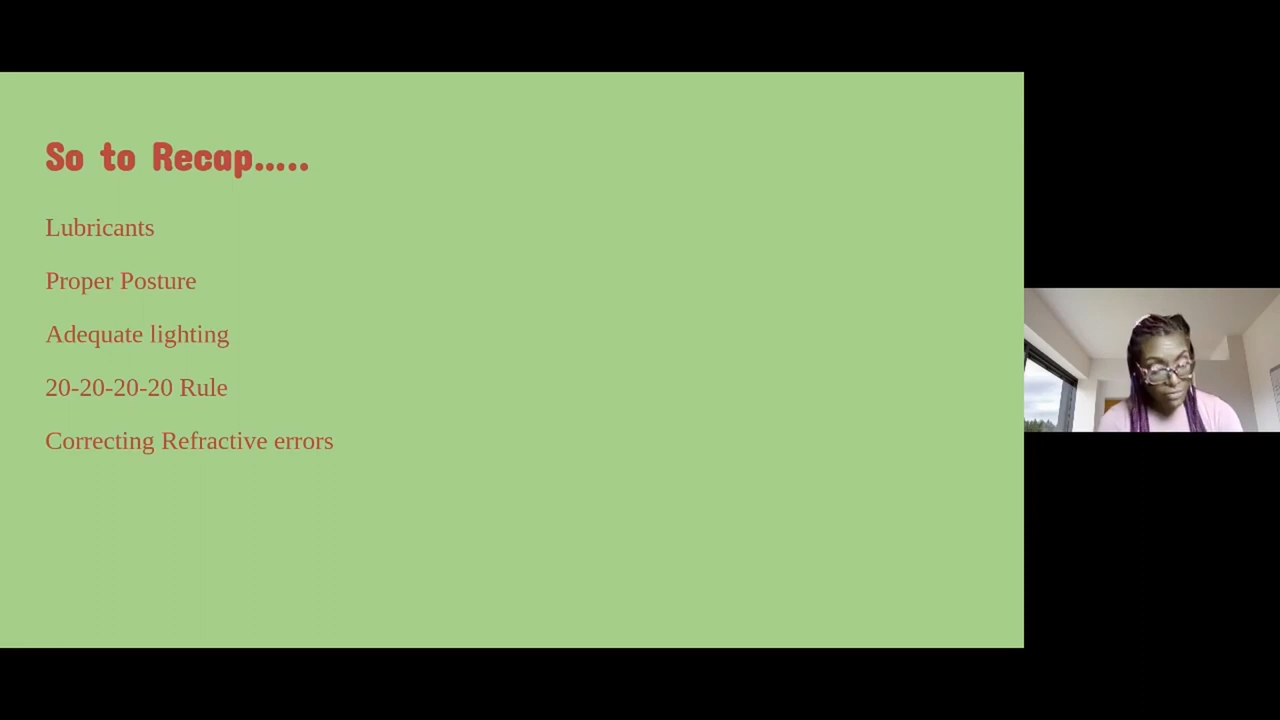 So to Recap.....
Lubricants
Proper Posture
Adequate lighting
20-20-20-20 Rule
Correcting Refractive errors